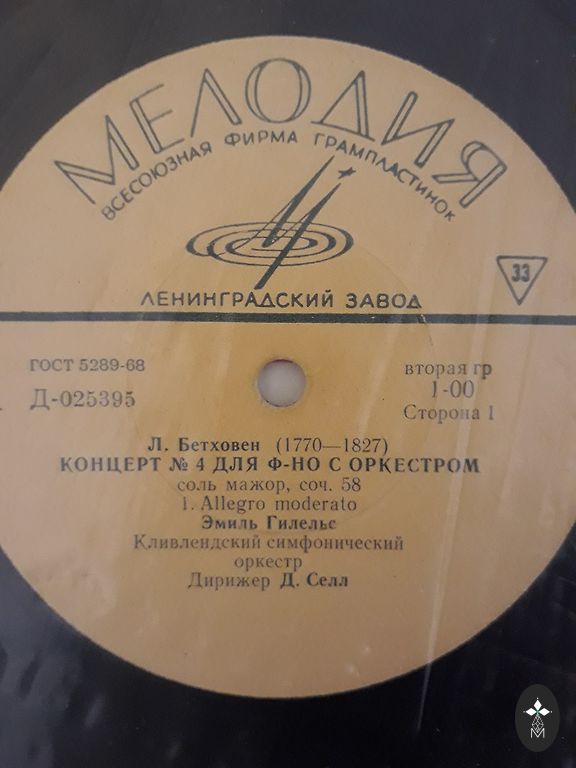 МЕЛОДИЯ
ВСЕСОЮЗНАЯ ФИРМА ГРАМПЛАСТИНОК
33
ЛЕНИНГРАДСКИЙ ЗАВОД
ГОСТ 5289-68
Д-025395
вторая гр
1-00
Сторона 1
Л. Бетховен (1770—1827)
КОНЦЕРТ № 4 ДЛЯ Ф-НО С ОРКЕСТРОМ
соль мажор, соч. 58
1. Allegro moderato
Эмиль Гилельс
Кливлендский симфонический
оркестр
Дирижер Д. Селл
М